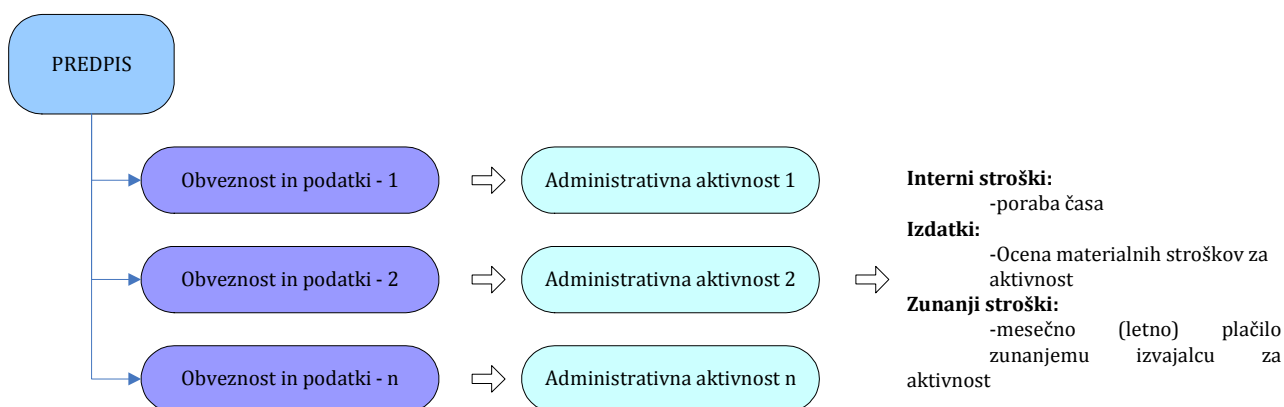 PREDPIS
Obveznost in podatki - 1
Administrativna aktivnost 1
Obveznost in podatki - 2
Administrativna aktivnost 2
Obveznost in podatki - n
Administrativna aktivnost n
Interni stroški:
-poraba časa
Izdatki:
-Ocena materialnih stroškov za
aktivnost
Zunanji stroški:
-mesečno (letno) plačilo
zunanjemu izvajalcu za
aktivnost